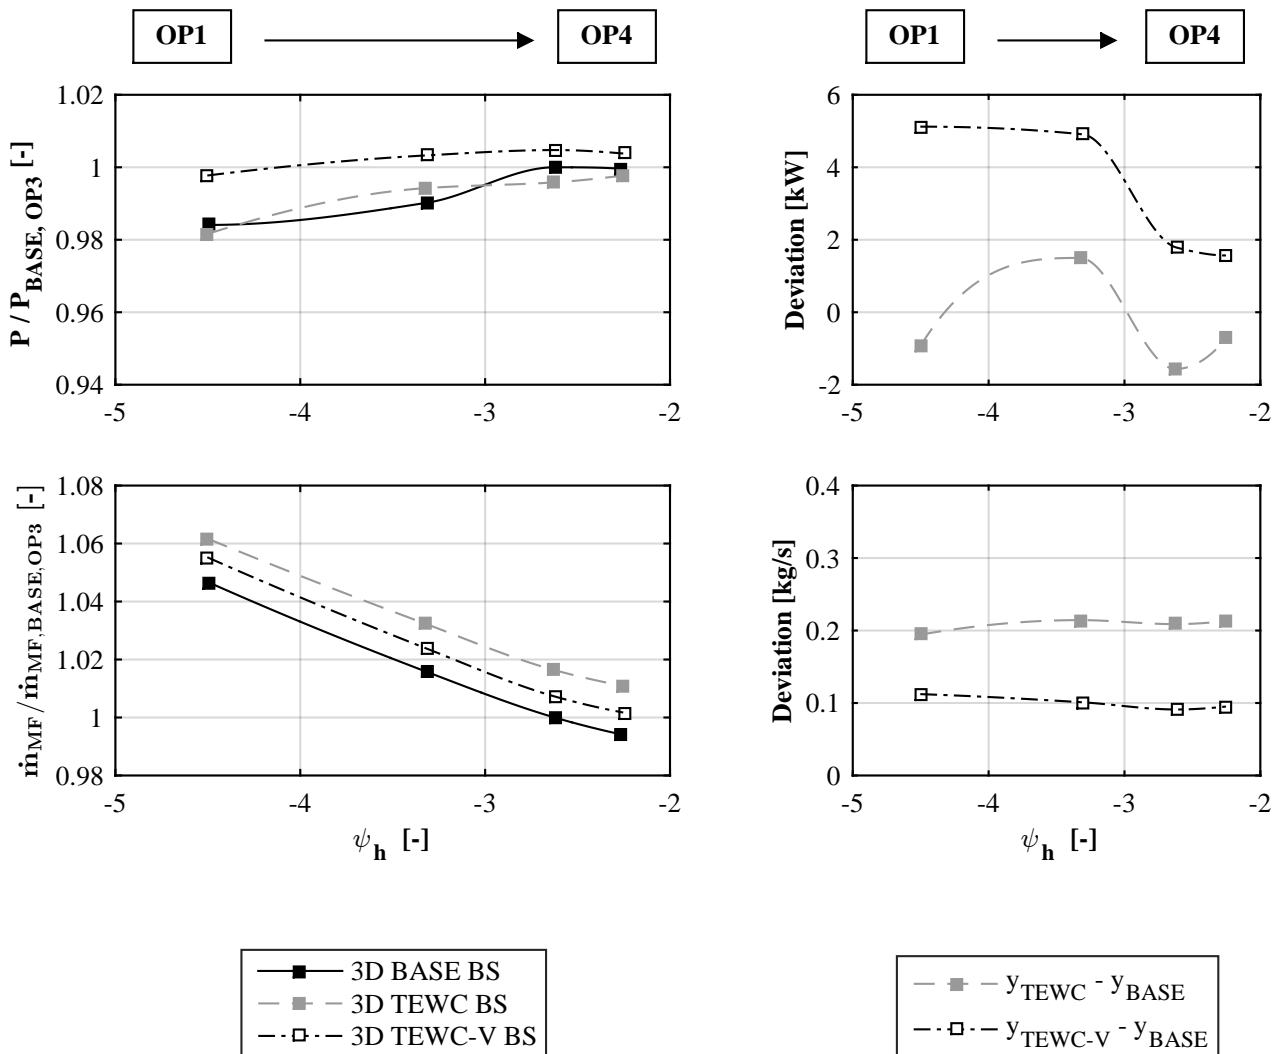 OP1 OP4 OP1 OP4
P / P_BASE, OP3 [-]
1.02
1
0.98
0.96
0.94
-5 -4 -3 -2
Deviation [kW]
6
4
2
0
-2
-5 -4 -3 -2
ṁ_MF/ṁ_MF,BASE,OP3 [-]
1.08
1.06
1.04
1.02
1
0.98
-5 -4 -3 -2
ψ_h [-]
Deviation [kg/s]
0.4
0.3
0.2
0.1
0
-5 -4 -3 -2
ψ_h [-]
3D BASE BS
3D TEWC BS
3D TEWC-V BS
y_TEWC - y_BASE
y_TEWC-V - y_BASE